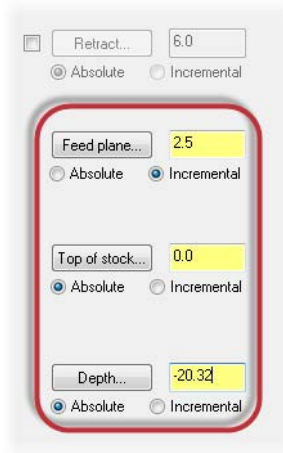 Retract... 6.0
Absolute Incremental
Feed plane... 2.5
Absolute Incremental
Top of stock... 0.0
Absolute Incremental
Depth... -20.32
Absolute Incremental